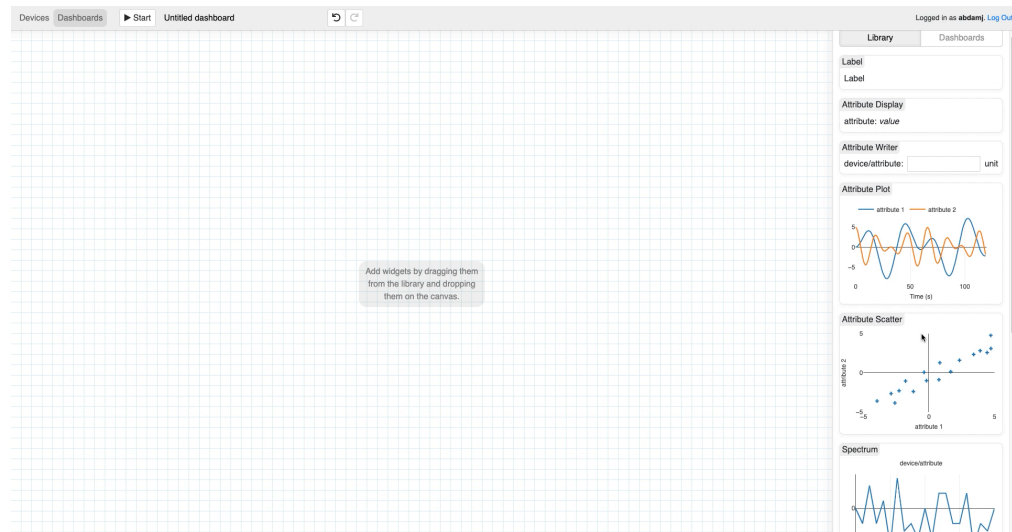 Devices Dashboards Start Untitled dashboard Logged in as abdamj. Log Out
Library Dashboards
Label
Label
Attribute Display
attribute: value
Attribute Writer
device/attribute: unit
Attribute Plot
attribute 1 attribute 2
5
0
−5
0 50 100
Time (s)
Add widgets by dragging them
from the library and dropping
them on the canvas.
Attribute Scatter
5
attribute 2
0
−5
−5 0 5
attribute 1
Spectrum
device/attribute
0